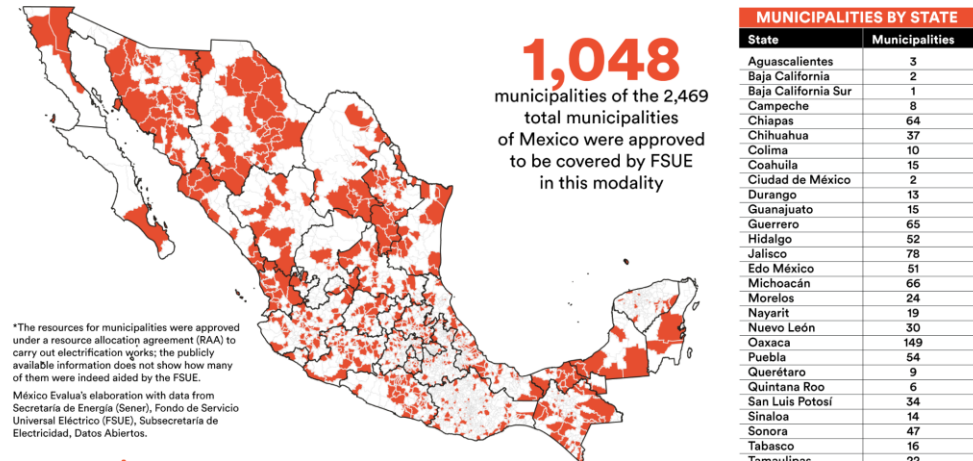 1,048
municipalities of the 2,469
total municipalities
of Mexico were approved
to be covered by FSUE
in this modality
*The resources for municipalities were approved
under a resource allocation agreement (RAA) to
carry out electrification works; the publicly
available information does not show how many
of them were indeed aided by the FSUE.
México Evalua's elaboration with data from
Secretaría de Energía (Sener), Fondo de Servicio
Universal Eléctrico (FSUE), Subsecretaría de
Electricidad, Datos Abiertos.
MUNICIPALITIES BY STATE
State Municipalities
Aguascalientes 3
Baja California 2
Baja California Sur 1
Campeche 8
Chiapas 64
Chihuahua 37
Colima 10
Coahuila 15
Ciudad de México 2
Durango 13
Guanajuato 15
Guerrero 65
Hidalgo 52
Jalisco 78
Edo México 51
Michoacán 66
Morelos 24
Nayarit 19
Nuevo León 30
Oaxaca 149
Puebla 54
Querétaro 9
Quintana Roo 6
San Luis Potosí 34
Sinaloa 14
Sonora 47
Tabasco 16
Tamaulipas 22